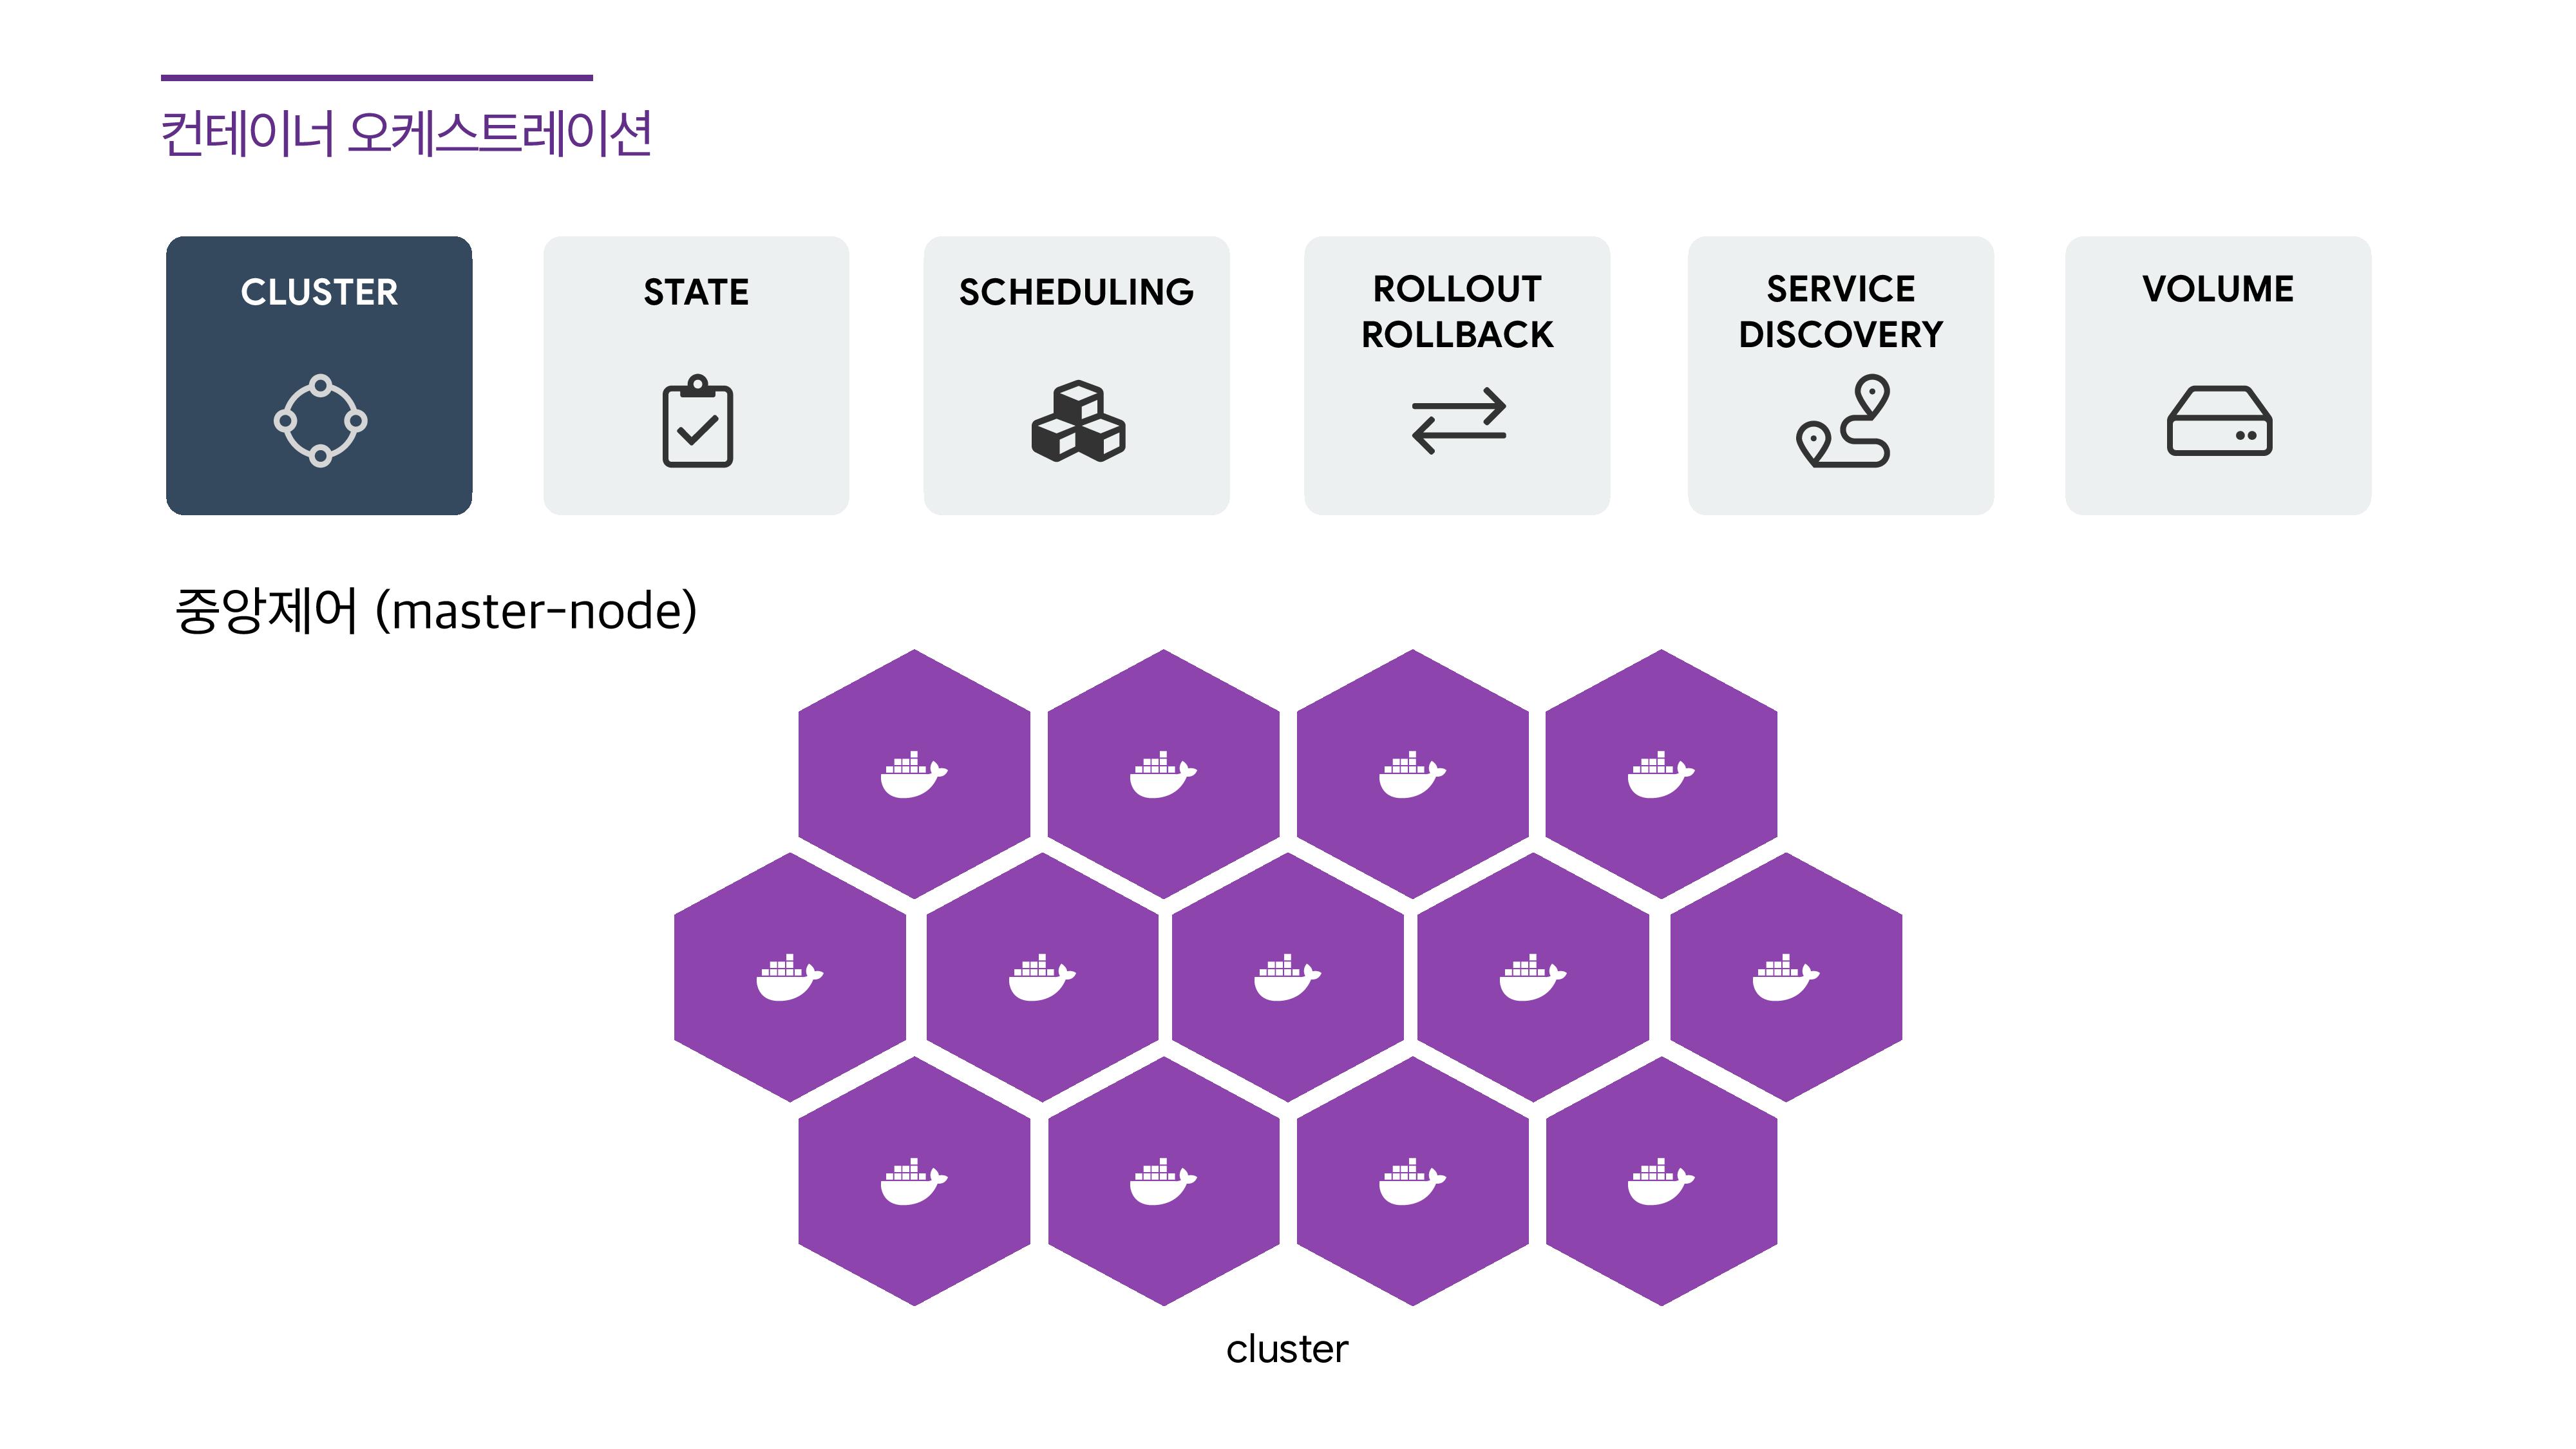 컨테이너 오케스트레이션
CLUSTER
STATE
SCHEDULING
ROLLOUT
ROLLBACK
SERVICE
DISCOVERY
VOLUME
중앙제어 (master-node)
cluster